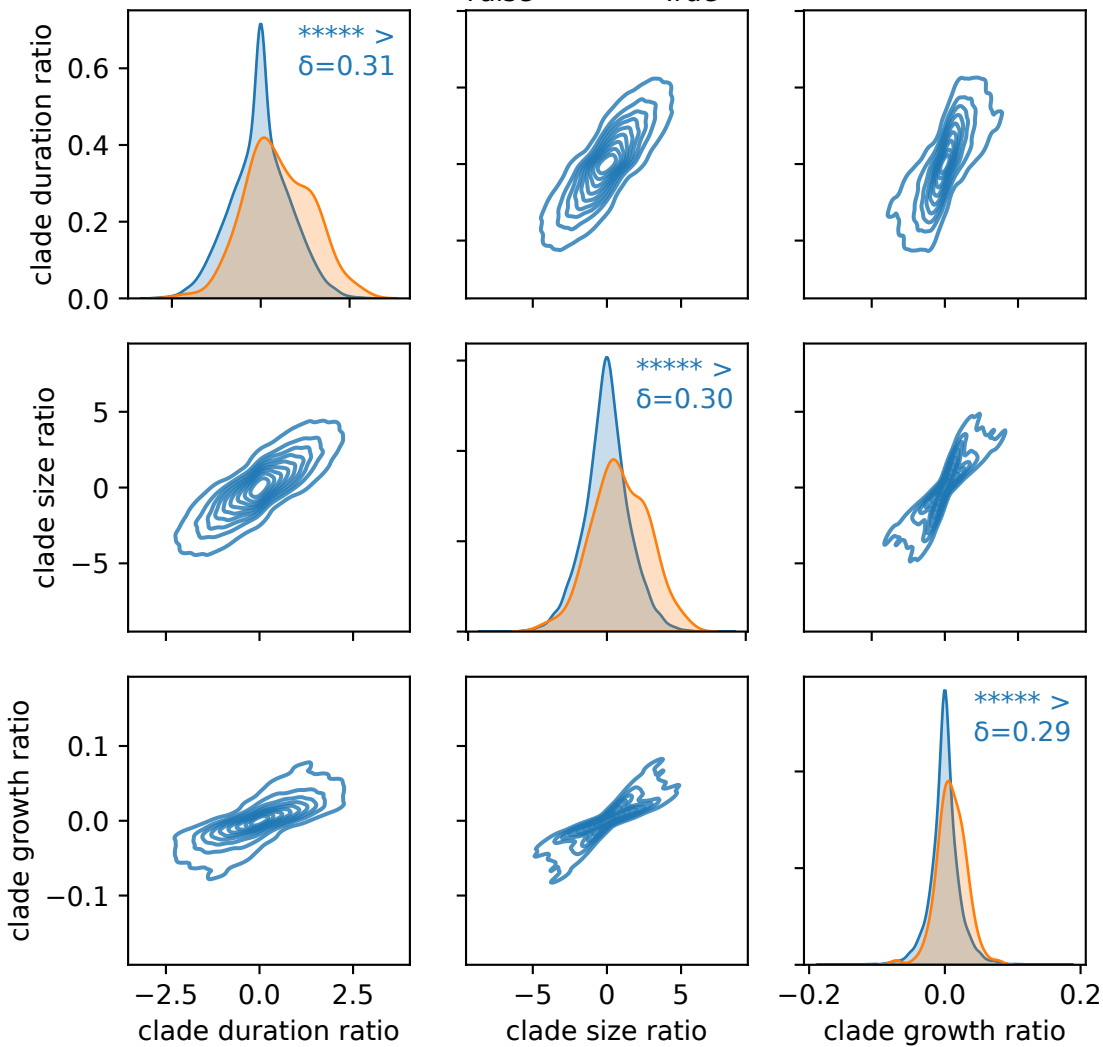 clade duration ratio
0.6
0.4
0.2
0.0
***** >
δ=0.31
clade size ratio
5
0
−5
***** >
δ=0.30
clade growth ratio
0.1
0.0
−0.1
***** >
δ=0.29
−2.5 0.0 2.5
−5 0 5
−0.2 0.0 0.2
clade duration ratio
clade size ratio
clade growth ratio